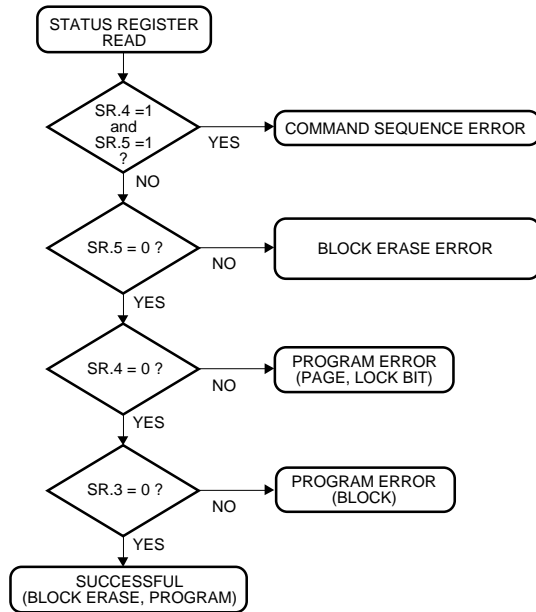 STATUS REGISTER
READ
SR.4 =1
and
SR.5 =1
?
YES
COMMAND SEQUENCE ERROR
NO
SR.5 = 0 ?
NO
BLOCK ERASE ERROR
YES
SR.4 = 0 ?
NO
PROGRAM ERROR
(PAGE, LOCK BIT)
YES
SR.3 = 0 ?
NO
PROGRAM ERROR
(BLOCK)
YES
SUCCESSFUL
(BLOCK ERASE, PROGRAM)